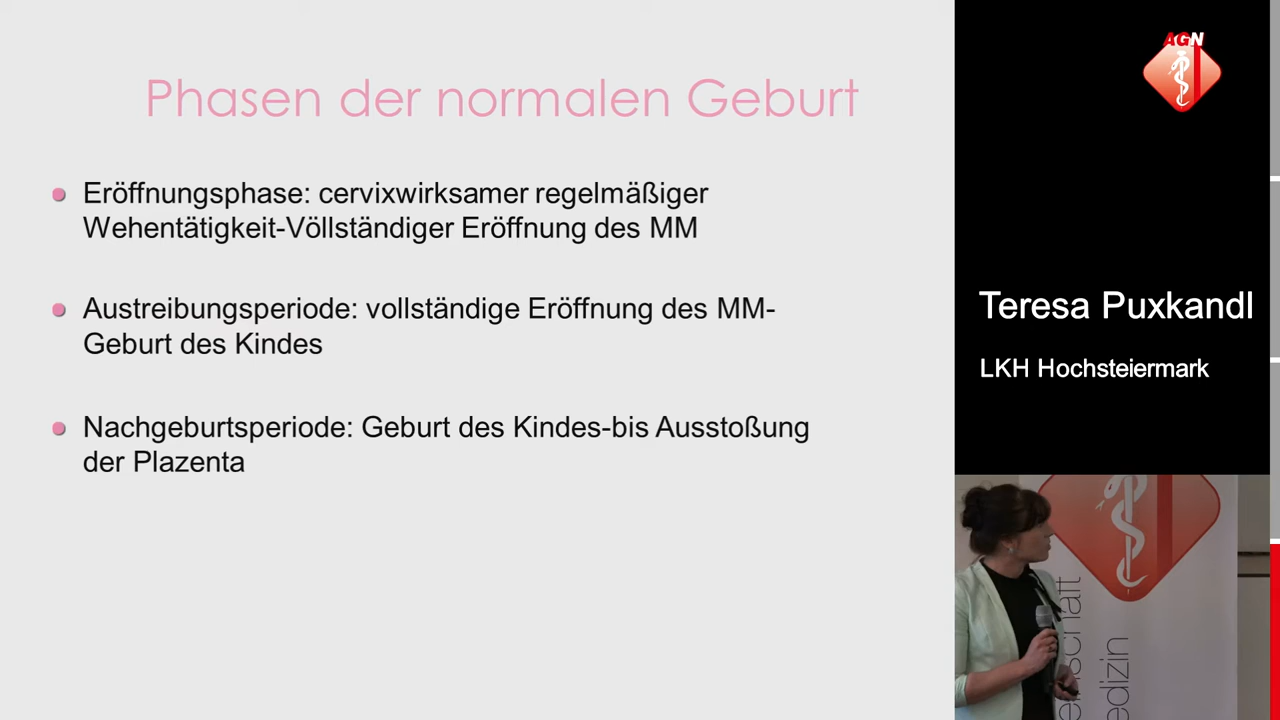 Phasen der normalen Geburt
Eröffnungsphase: cervixwirksamer regelmäßiger
Wehentätigkeit-Völlständiger Eröffnung des MM
Austreibungsperiode: vollständige Eröffnung des MM-
Geburt des Kindes
Nachgeburtsperiode: Geburt des Kindes-bis Ausstoßung
der Plazenta
AGN
Teresa Puxkandl
LKH Hochsteiermark